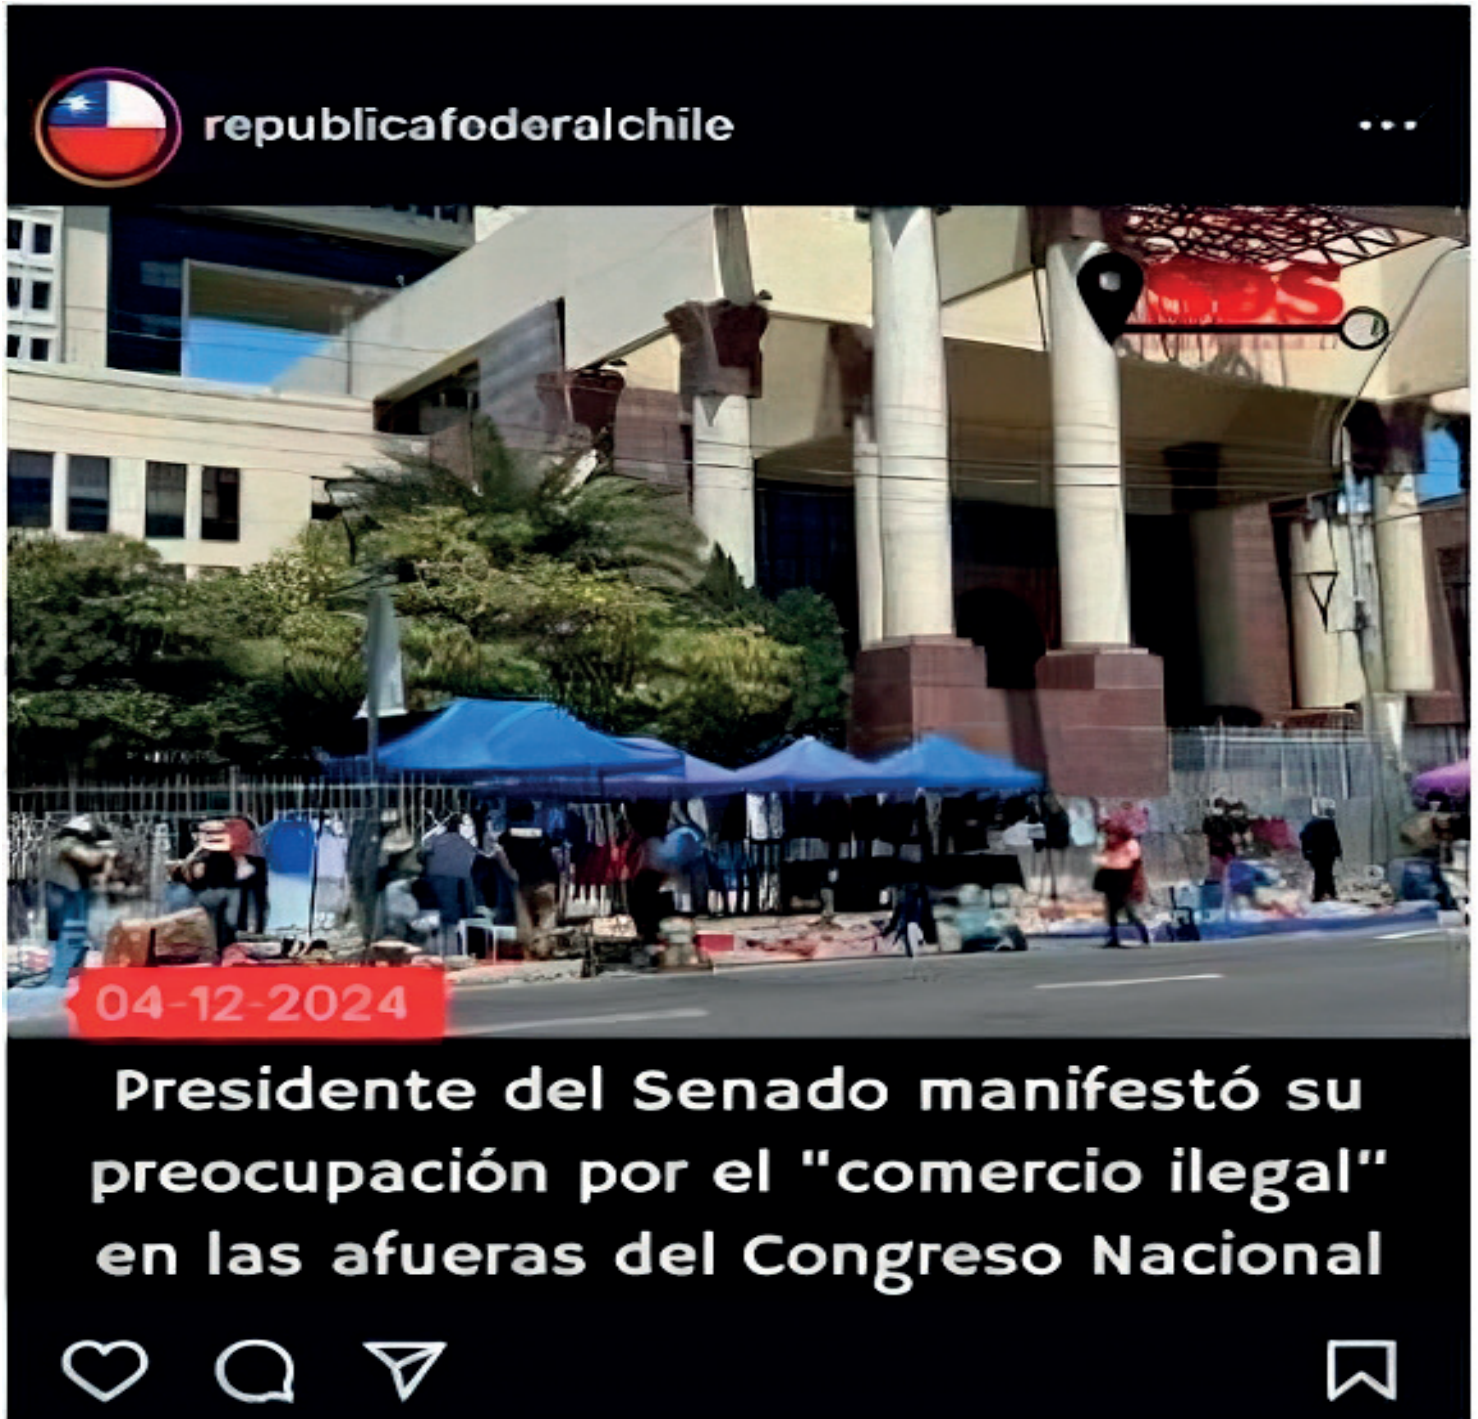 republicafoderalchile
04-12-2024
Presidente del Senado manifestó su
preocupación por el "comercio ilegal"
en las afueras del Congreso Nacional